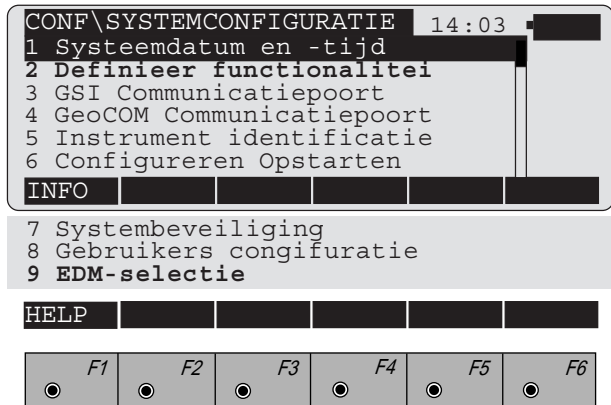 CONF\SYSTEMCONFIGURATIE 14:03
1 Systeemdatum en -tijd
2 Definieer functionalitei
3 GSI Communicatiepoort
4 GeoCOM Communicatiepoort
5 Instrument identificatie
6 Configureren Opstarten
INFO
7 Systembeveiliging
8 Gebruikers congifuratie
9 EDM-selectie
HELP
F1 F2 F3 F4 F5 F6